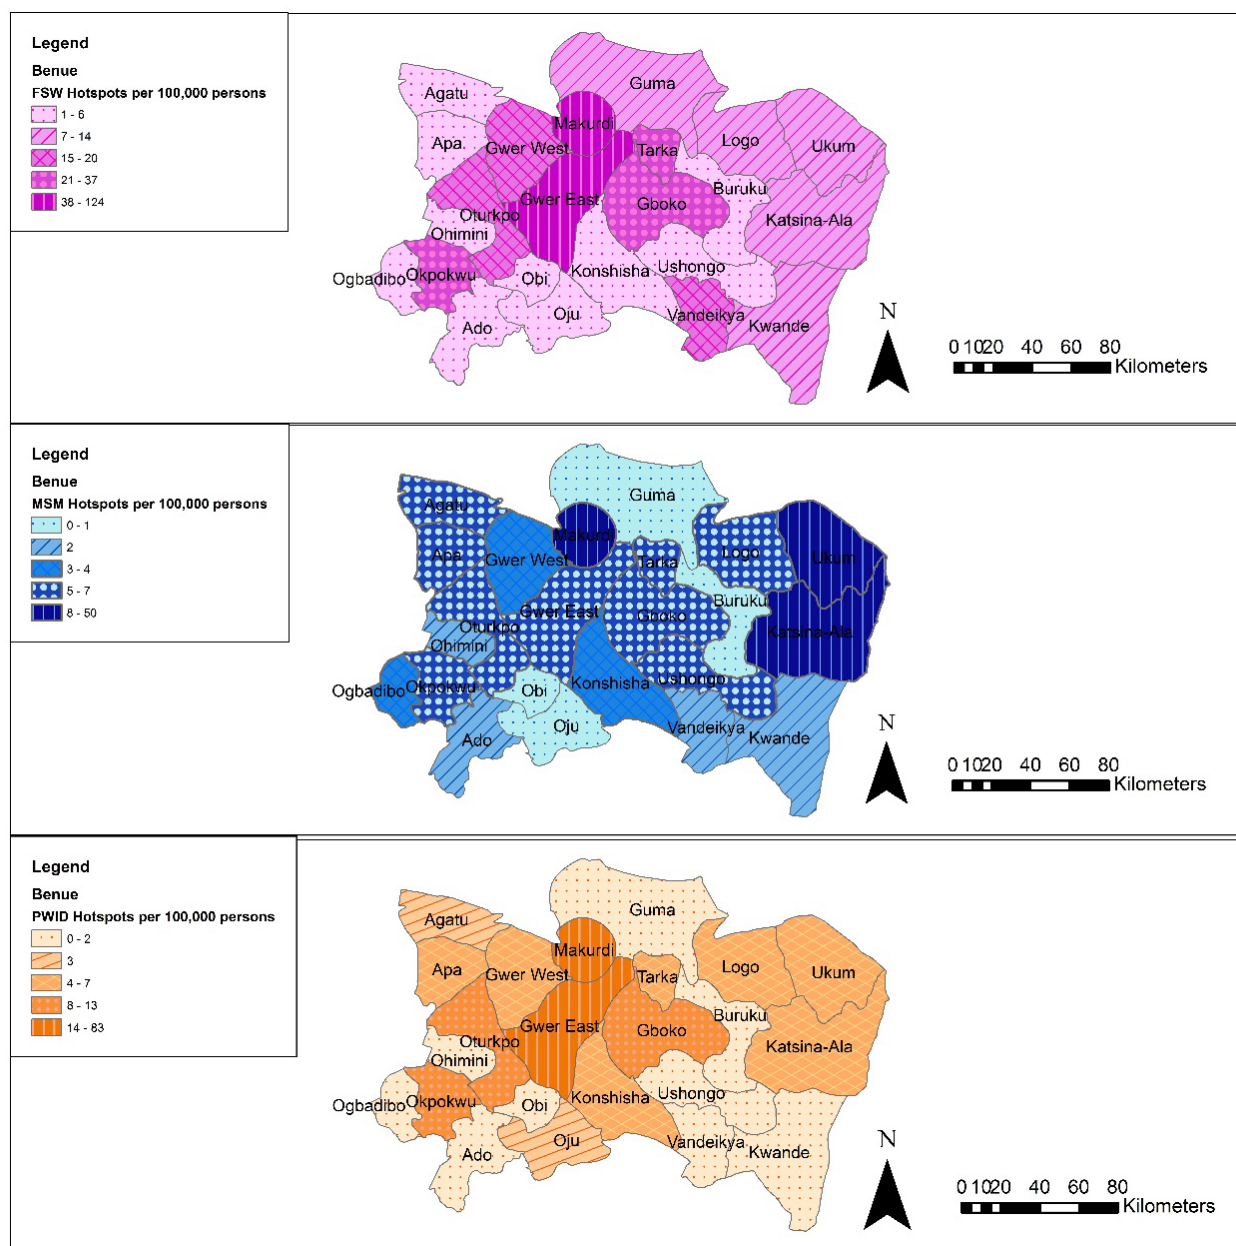 Legend
Benue
FSW Hotspots per 100,000 persons
1 - 6
7 - 14
15 - 20
21 - 37
38 - 124
Guma
Agatu
Makurdi
Apa
Gwer West
Tarka
Logo
Ukum
Buruku
Gwer East
Gboko
Oturkpo
Katsina-Ala
Ohimini
Ogbadibo
Okpokwu
Obi
Konshisha
Ushongo
Oju
Vandeikya
Ado
Kwande
N
0 10 20 40 60 80
Kilometers
Legend
Benue
MSM Hotspots per 100,000 persons
0 - 1
2
3 - 4
5 - 7
8 - 50
Guma
Agatu
Makurdi
Apa
Gwer West
Tarka
Logo
Ukum
Buruku
Gwer East
Gboko
Oturkpo
Katsina-Ala
Ohimini
Ogbadibo
Okpokwu
Obi
Konshisha
Ushongo
Oju
Vandeikya
Ado
Kwande
N
0 10 20 40 60 80
Kilometers
Legend
Benue
PWID Hotspots per 100,000 persons
0 - 2
3
4 - 7
8 - 13
14 - 83
Guma
Agatu
Makurdi
Apa
Gwer West
Tarka
Logo
Ukum
Buruku
Gwer East
Gboko
Oturkpo
Katsina-Ala
Ohimini
Ogbadibo
Okpokwu
Obi
Konshisha
Ushongo
Oju
Vandeikya
Ado
Kwande
N
0 10 20 40 60 80
Kilometers